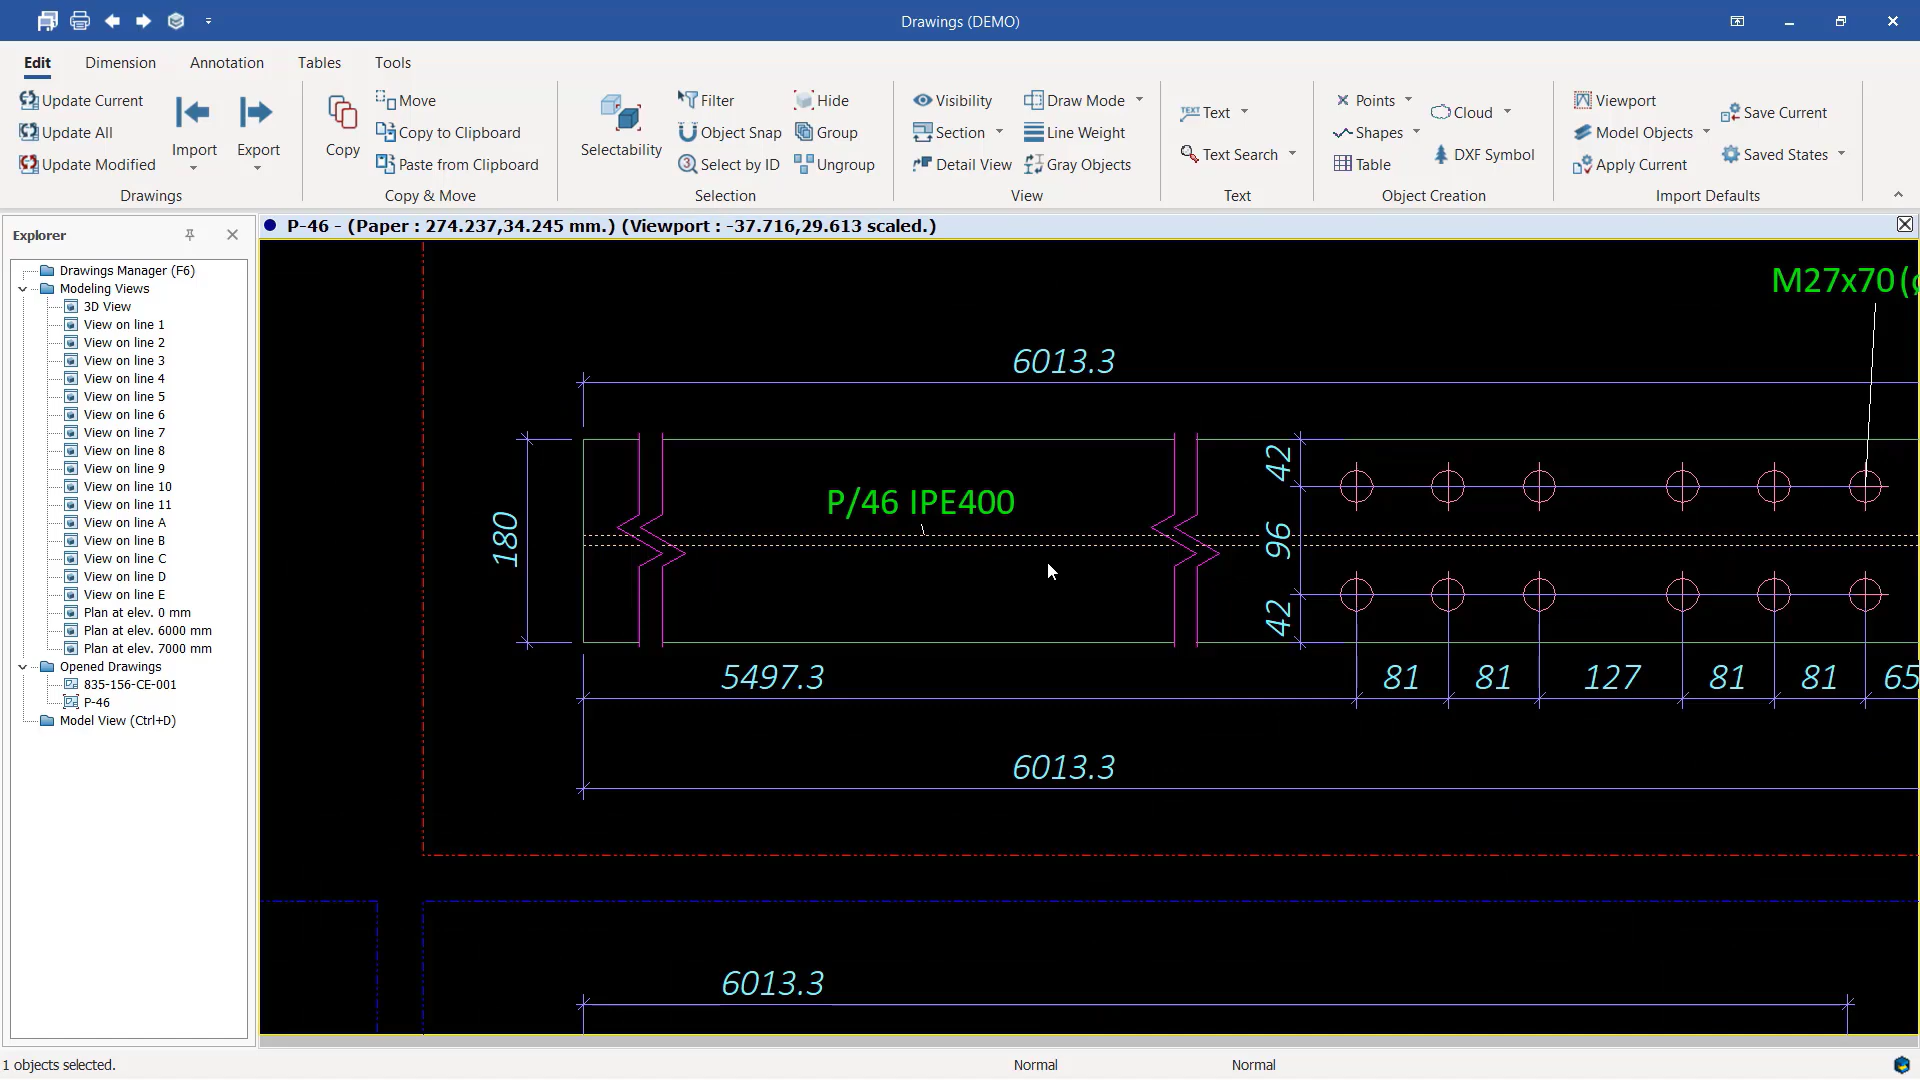 Drawings (DEMO)
Edit Dimension Annotation Tables Tools
Update Current
Update All
Update Modified
Import
Export
Drawings
Copy
Move
Copy to Clipboard
Paste from Clipboard
Copy & Move
Selectability
Filter
Object Snap
Select by ID
Hide
Group
Ungroup
Selection
Visibility
Section
Detail View
Draw Mode
Line Weight
Gray Objects
View
Text
Text Search
Text
Points
Shapes
Table
Cloud
DXF Symbol
Object Creation
Viewport
Model Objects
Apply Current
Save Current
Saved States
Import Defaults
Explorer
Drawings Manager (F6)
Modeling Views
3D View
View on line 1
View on line 2
View on line 3
View on line 4
View on line 5
View on line 6
View on line 7
View on line 8
View on line 9
View on line 10
View on line 11
View on line A
View on line B
View on line C
View on line D
View on line E
Plan at elev. 0 mm
Plan at elev. 6000 mm
Plan at elev. 7000 mm
Opened Drawings
835-156-CE-001
P-46
Model View (Ctrl+D)
P-46 - (Paper : 274.237,34.245 mm.) (Viewport : -37.716,29.613 scaled.)
M27x70(
6013.3
180
P/46 IPE400
42
96
42
5497.3 81 81 127 81 81 65
6013.3
6013.3
1 objects selected. Normal Normal